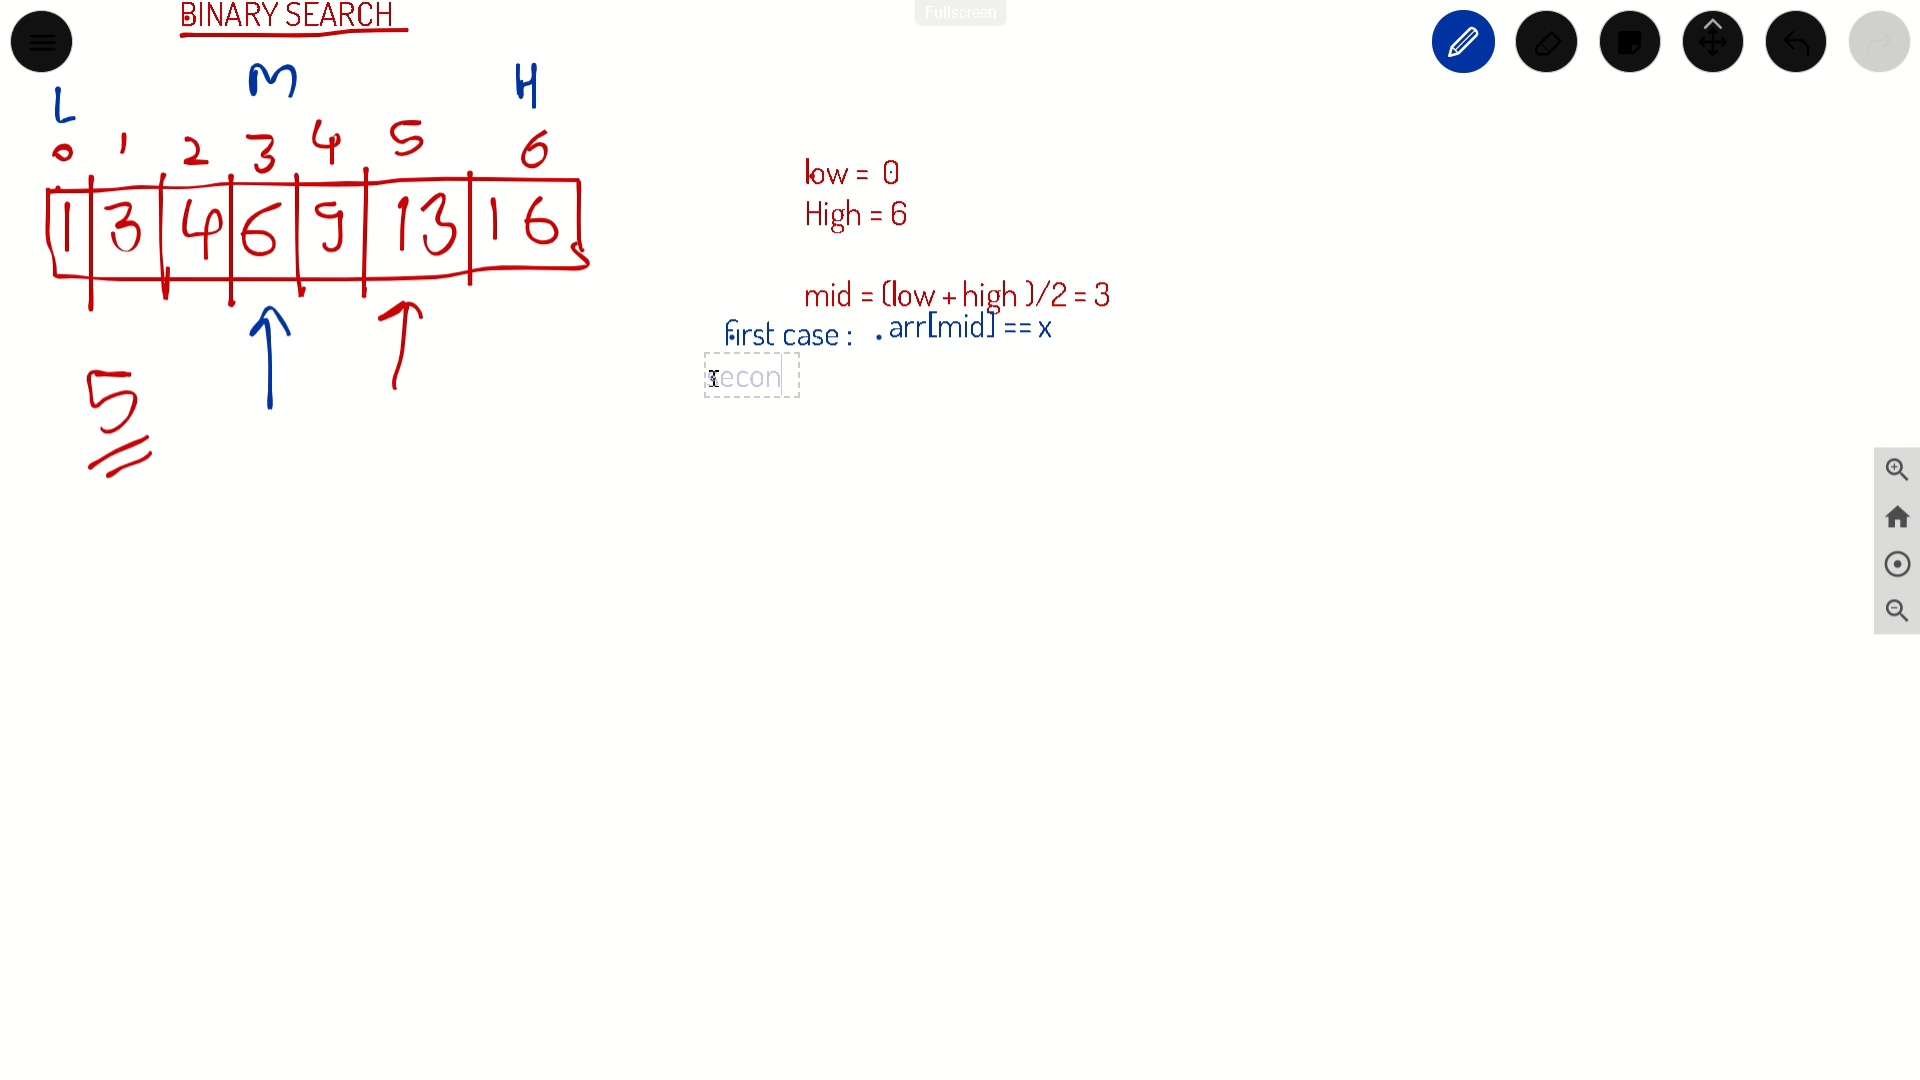 BINARY SEARCH
Fullscreen
L M H
0 1 2 3 4 5 6
1 3 4 6 9 13 16
5
low = 0
High = 6
mid = (low + high )/2 = 3
first case : arr[mid] == x
secon